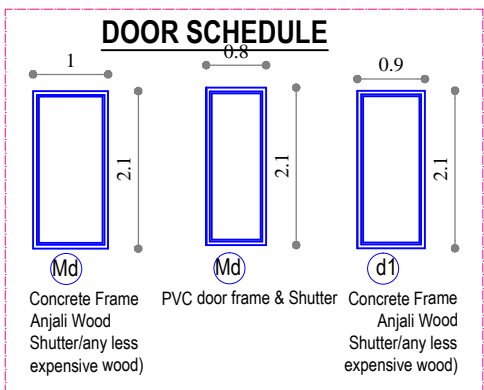 DOOR SCHEDULE
1
0.8
0.9
2.1
2.1
2.1
Md
Md
d1
Concrete Frame
Anjali Wood
Shutter/any less
expensive wood)
PVC door frame & Shutter
Concrete Frame
Anjali Wood
Shutter/any less
expensive wood)